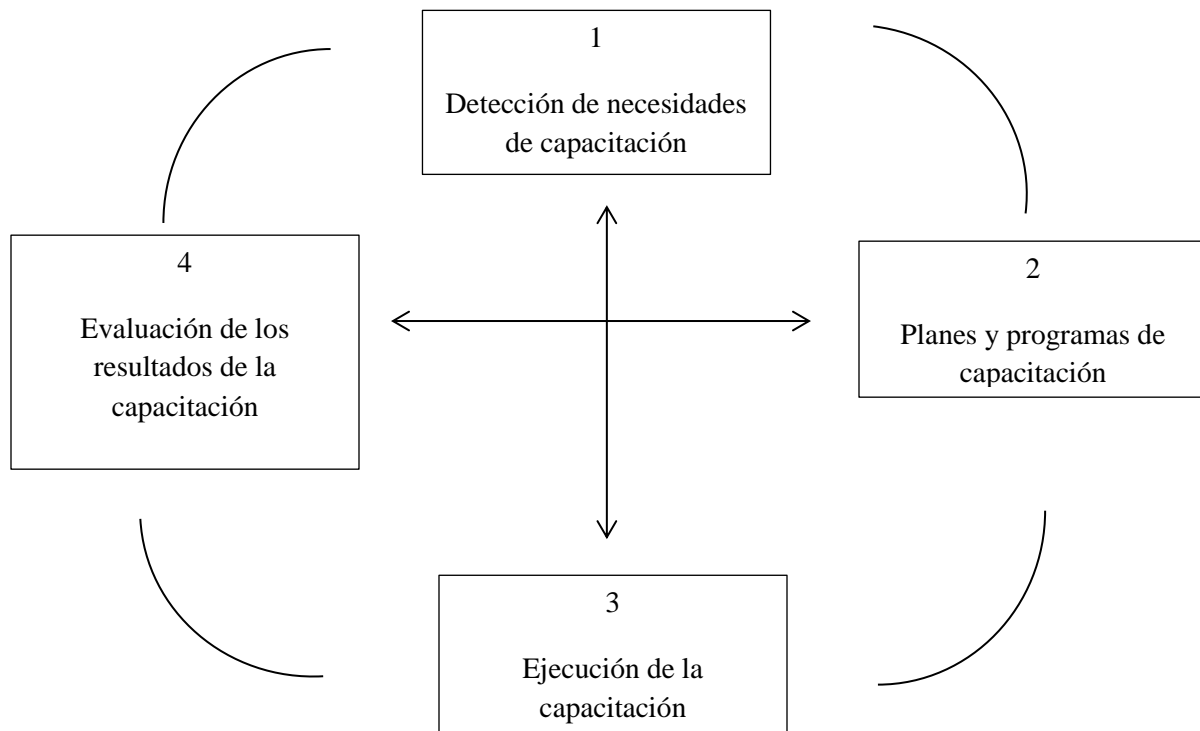 1
Detección de necesidades
de capacitación
2
Planes y programas de
capacitación
3
Ejecución de la
capacitación
4
Evaluación de los
resultados de la
capacitación